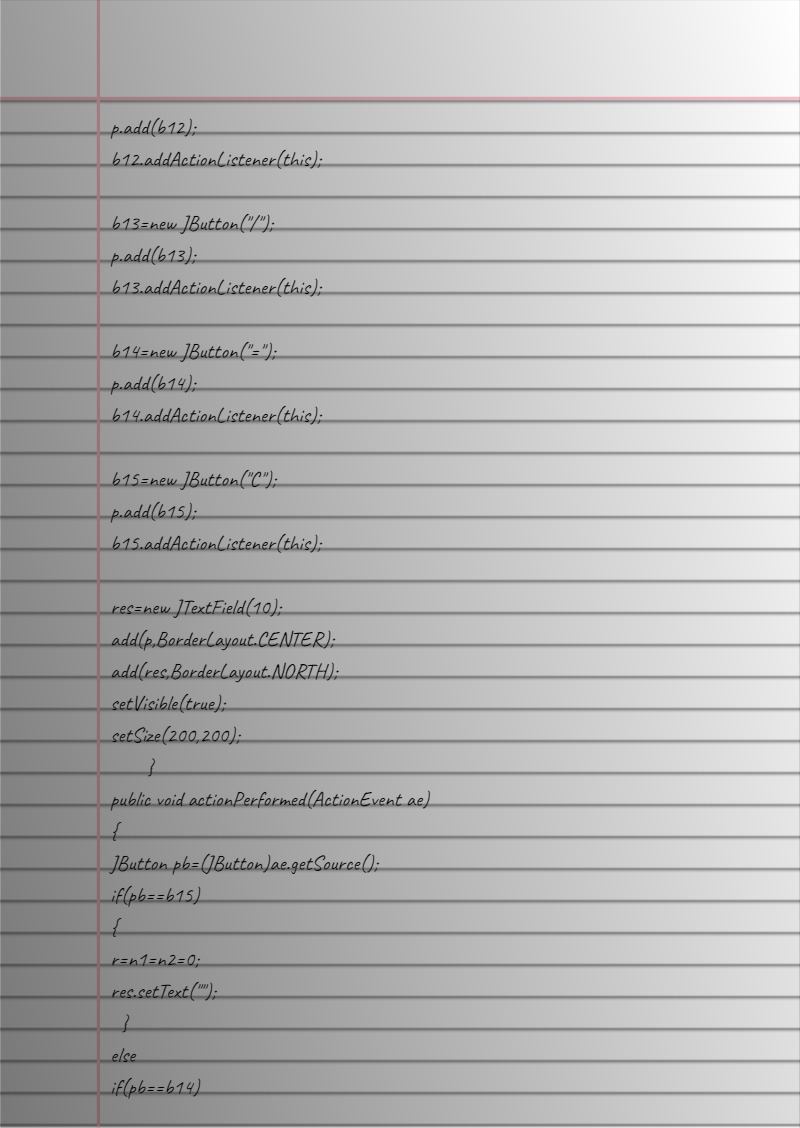 p.add(b12);
b12.addActionListener(this);
b13=new JButton("/");
p.add(b13);
b13.addActionListener(this);
b14=new JButton("=");
p.add(b14);
b14.addActionListener(this);
b15=new JButton("C");
p.add(b15);
b15.addActionListener(this);
res=new JTextField(10);
add(p,BorderLayout.CENTER);
add(res,BorderLayout.NORTH);
setVisible(true);
setSize(200,200);
}
public void actionPerformed(ActionEvent ae)
{
JButton pb=(JButton)ae.getSource();
if(pb==b15)
{
r=n1=n2=0;
res.setText("");
}
else
if(pb==b14)